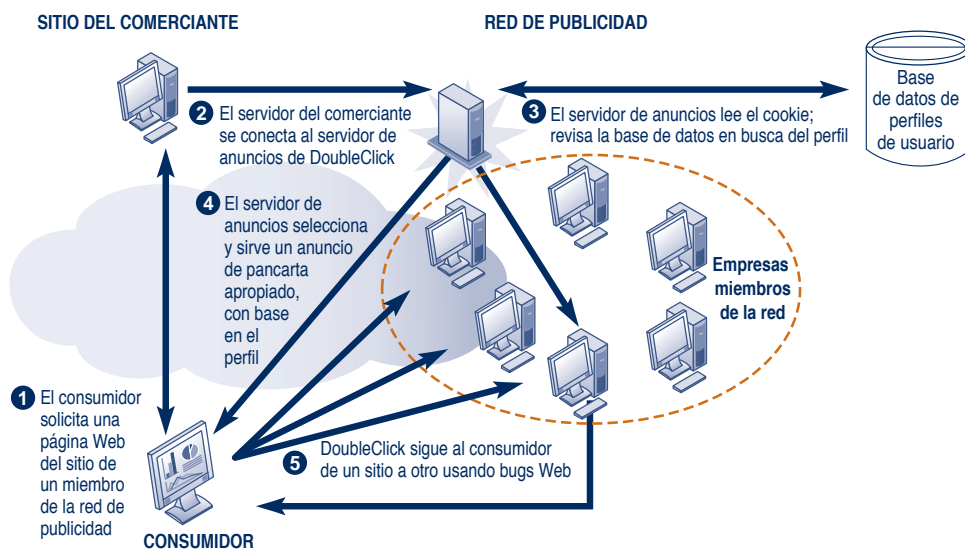 SITIO DEL COMERCIANTE
RED DE PUBLICIDAD
Base
de datos de
perfiles
de usuario
2 El servidor del comerciante
se conecta al servidor de
anuncios de DoubleClick
3 El servidor de anuncios lee el cookie;
revisa la base de datos en busca del perfil
4 El servidor de
anuncios selecciona
y sirve un anuncio
de pancarta
apropiado,
con base
en el
perfil
Empresas
miembros
de la red
1 El consumidor
solicita una
página Web
del sitio de
un miembro
de la red de
publicidad
5 DoubleClick sigue al consumidor
de un sitio a otro usando bugs Web
CONSUMIDOR